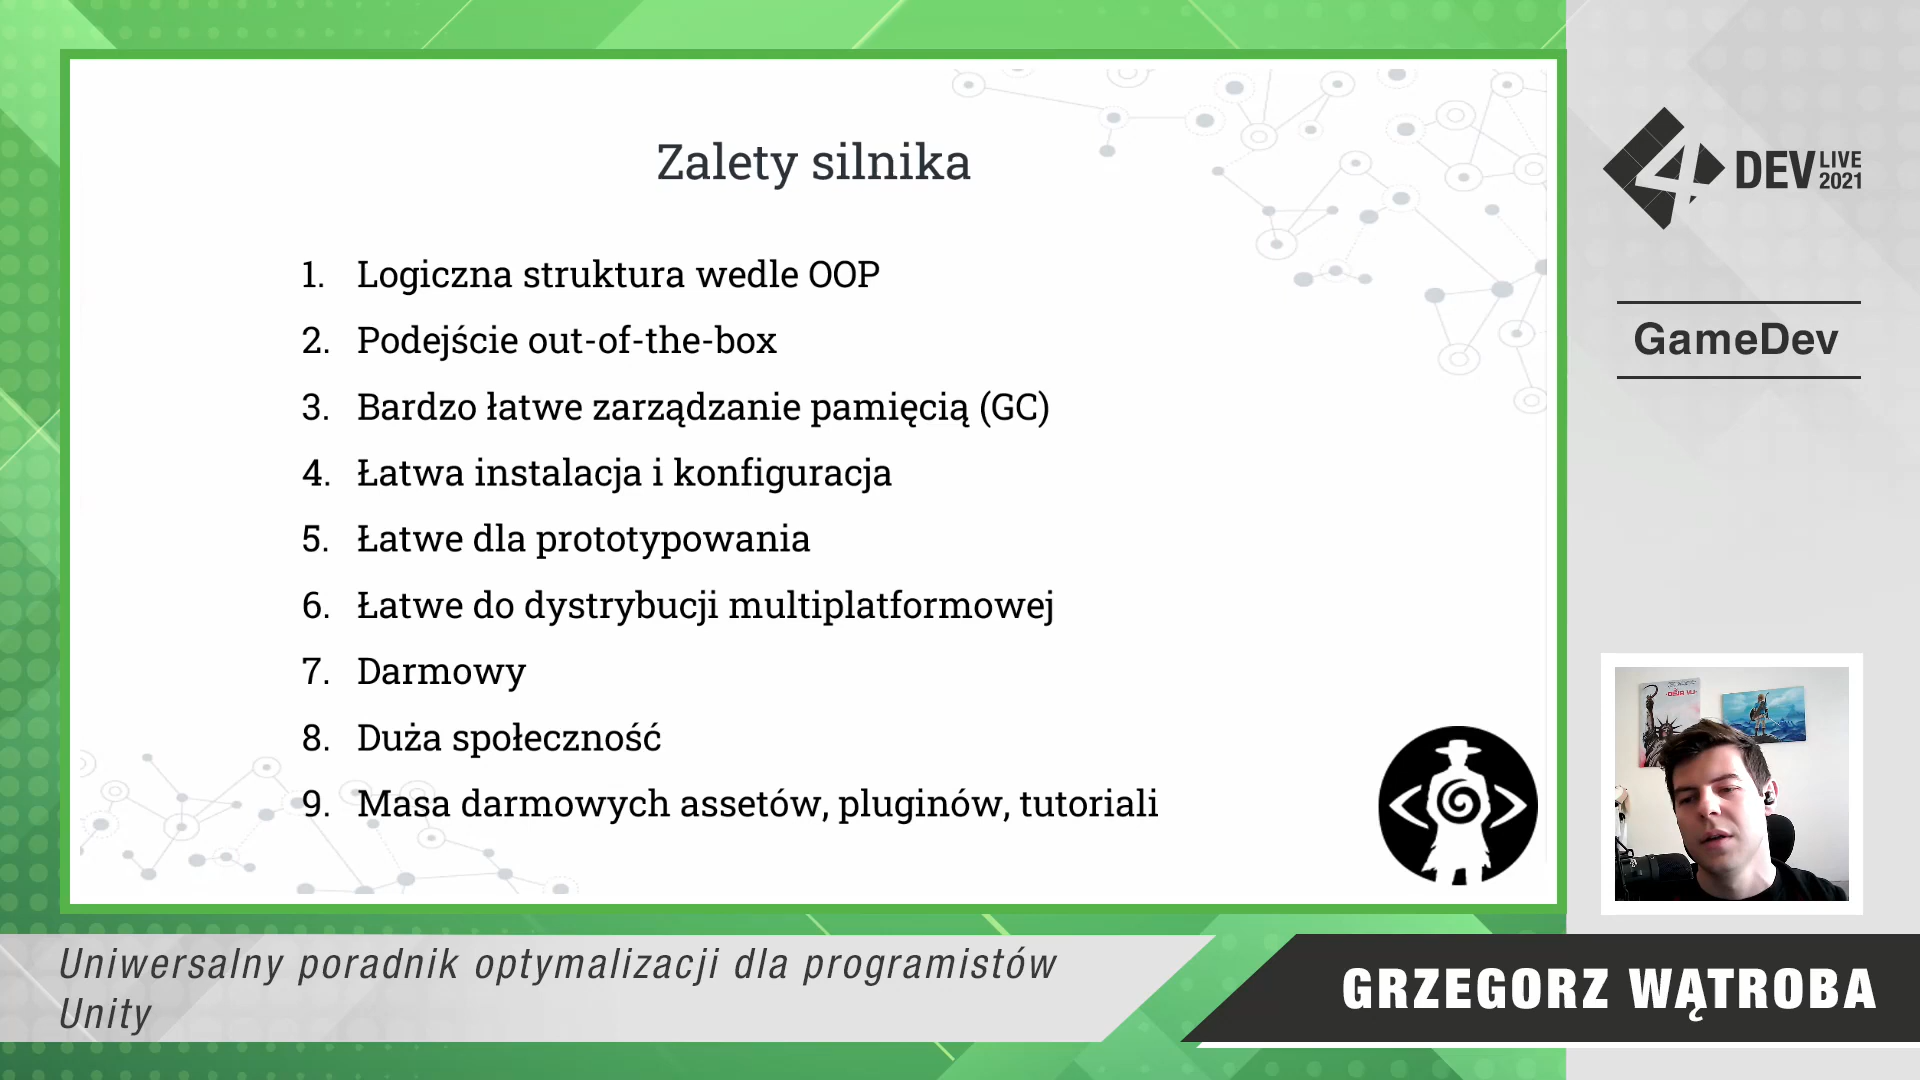 Zalety silnika
1. Logiczna struktura wedle OOP
2. Podejście out-of-the-box
3. Bardzo łatwe zarządzanie pamięcią (GC)
4. Łatwa instalacja i konfiguracja
5. Łatwe dla prototypowania
6. Łatwe do dystrybucji multiplatformowej
7. Darmowy
8. Duża społeczność
9. Masa darmowych assetów, pluginów, tutoriali
4 DEV LIVE 2021
GameDev
Uniwersalny poradnik optymalizacji dla programistów
Unity
GRZEGORZ WĄTROBA